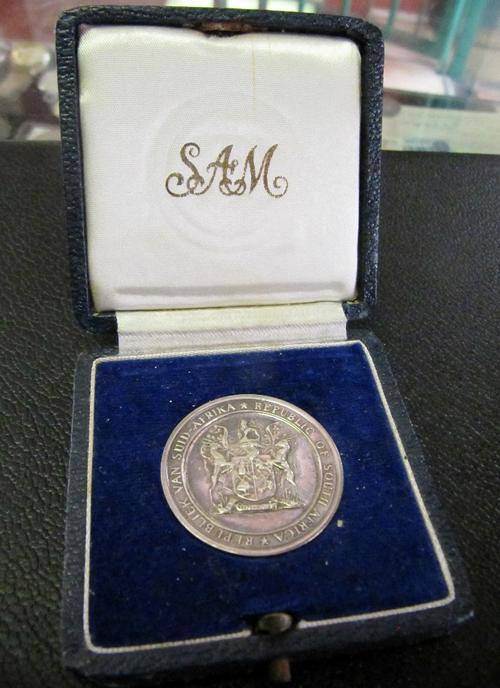 SAM
REPUBLIEK VAN SUID-AFRIKA ★ REPUBLIC OF SOUTH AFRICA ★